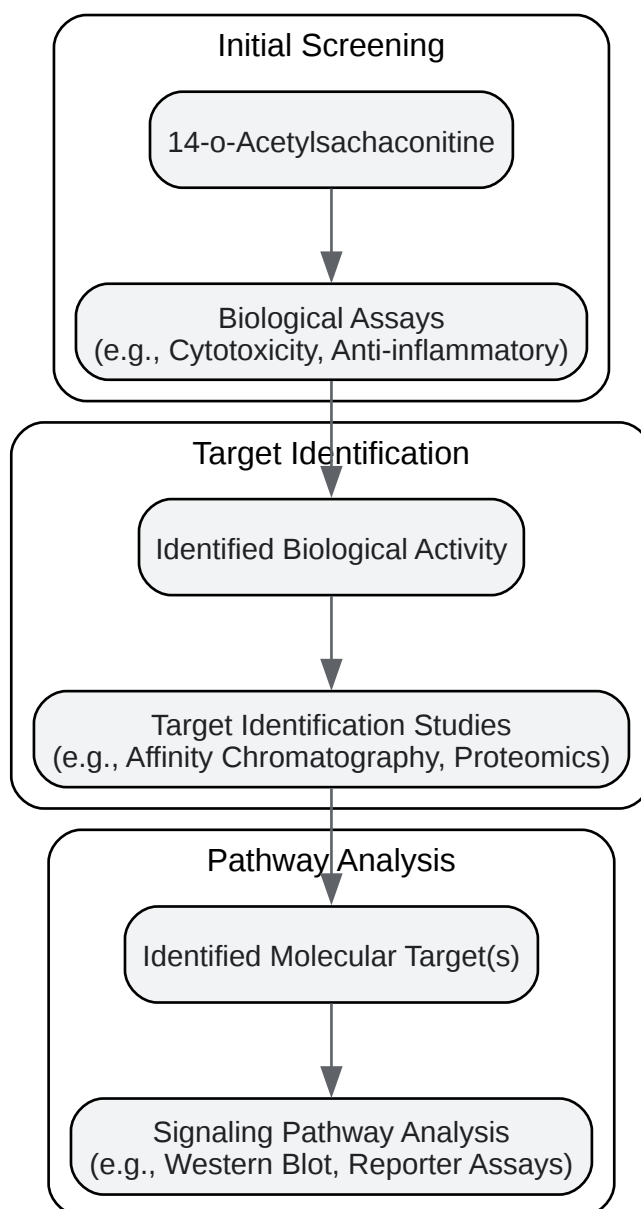 Initial Screening
14-o-Acetylsachaconitine
Biological Assays
(e.g., Cytotoxicity, Anti-inflammatory)
Target Identification
Identified Biological Activity
Target Identification Studies
(e.g., Affinity Chromatography, Proteomics)
Pathway Analysis
Identified Molecular Target(s)
Signaling Pathway Analysis
(e.g., Western Blot, Reporter Assays)